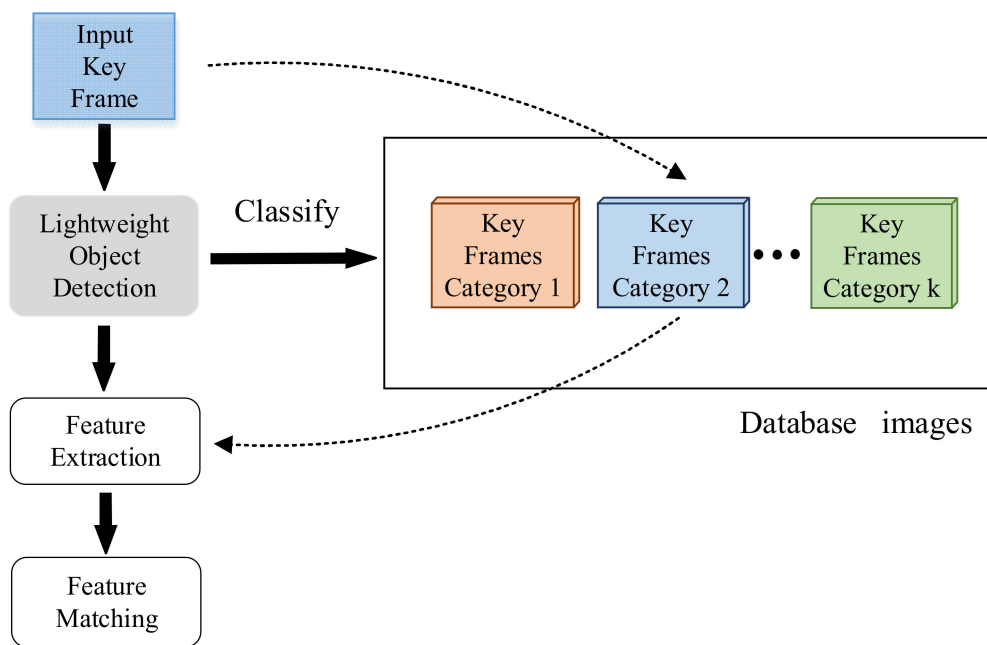 Input
Key
Frame
Lightweight
Object
Detection
Classify
Key
Frames
Category 1
Key
Frames
Category 2
Key
Frames
Category k
Database images
Feature
Extraction
Feature
Matching